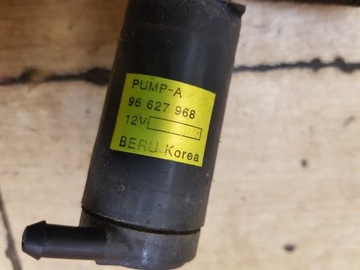 PUMP-A
96 627 968
12V
BERU Korea